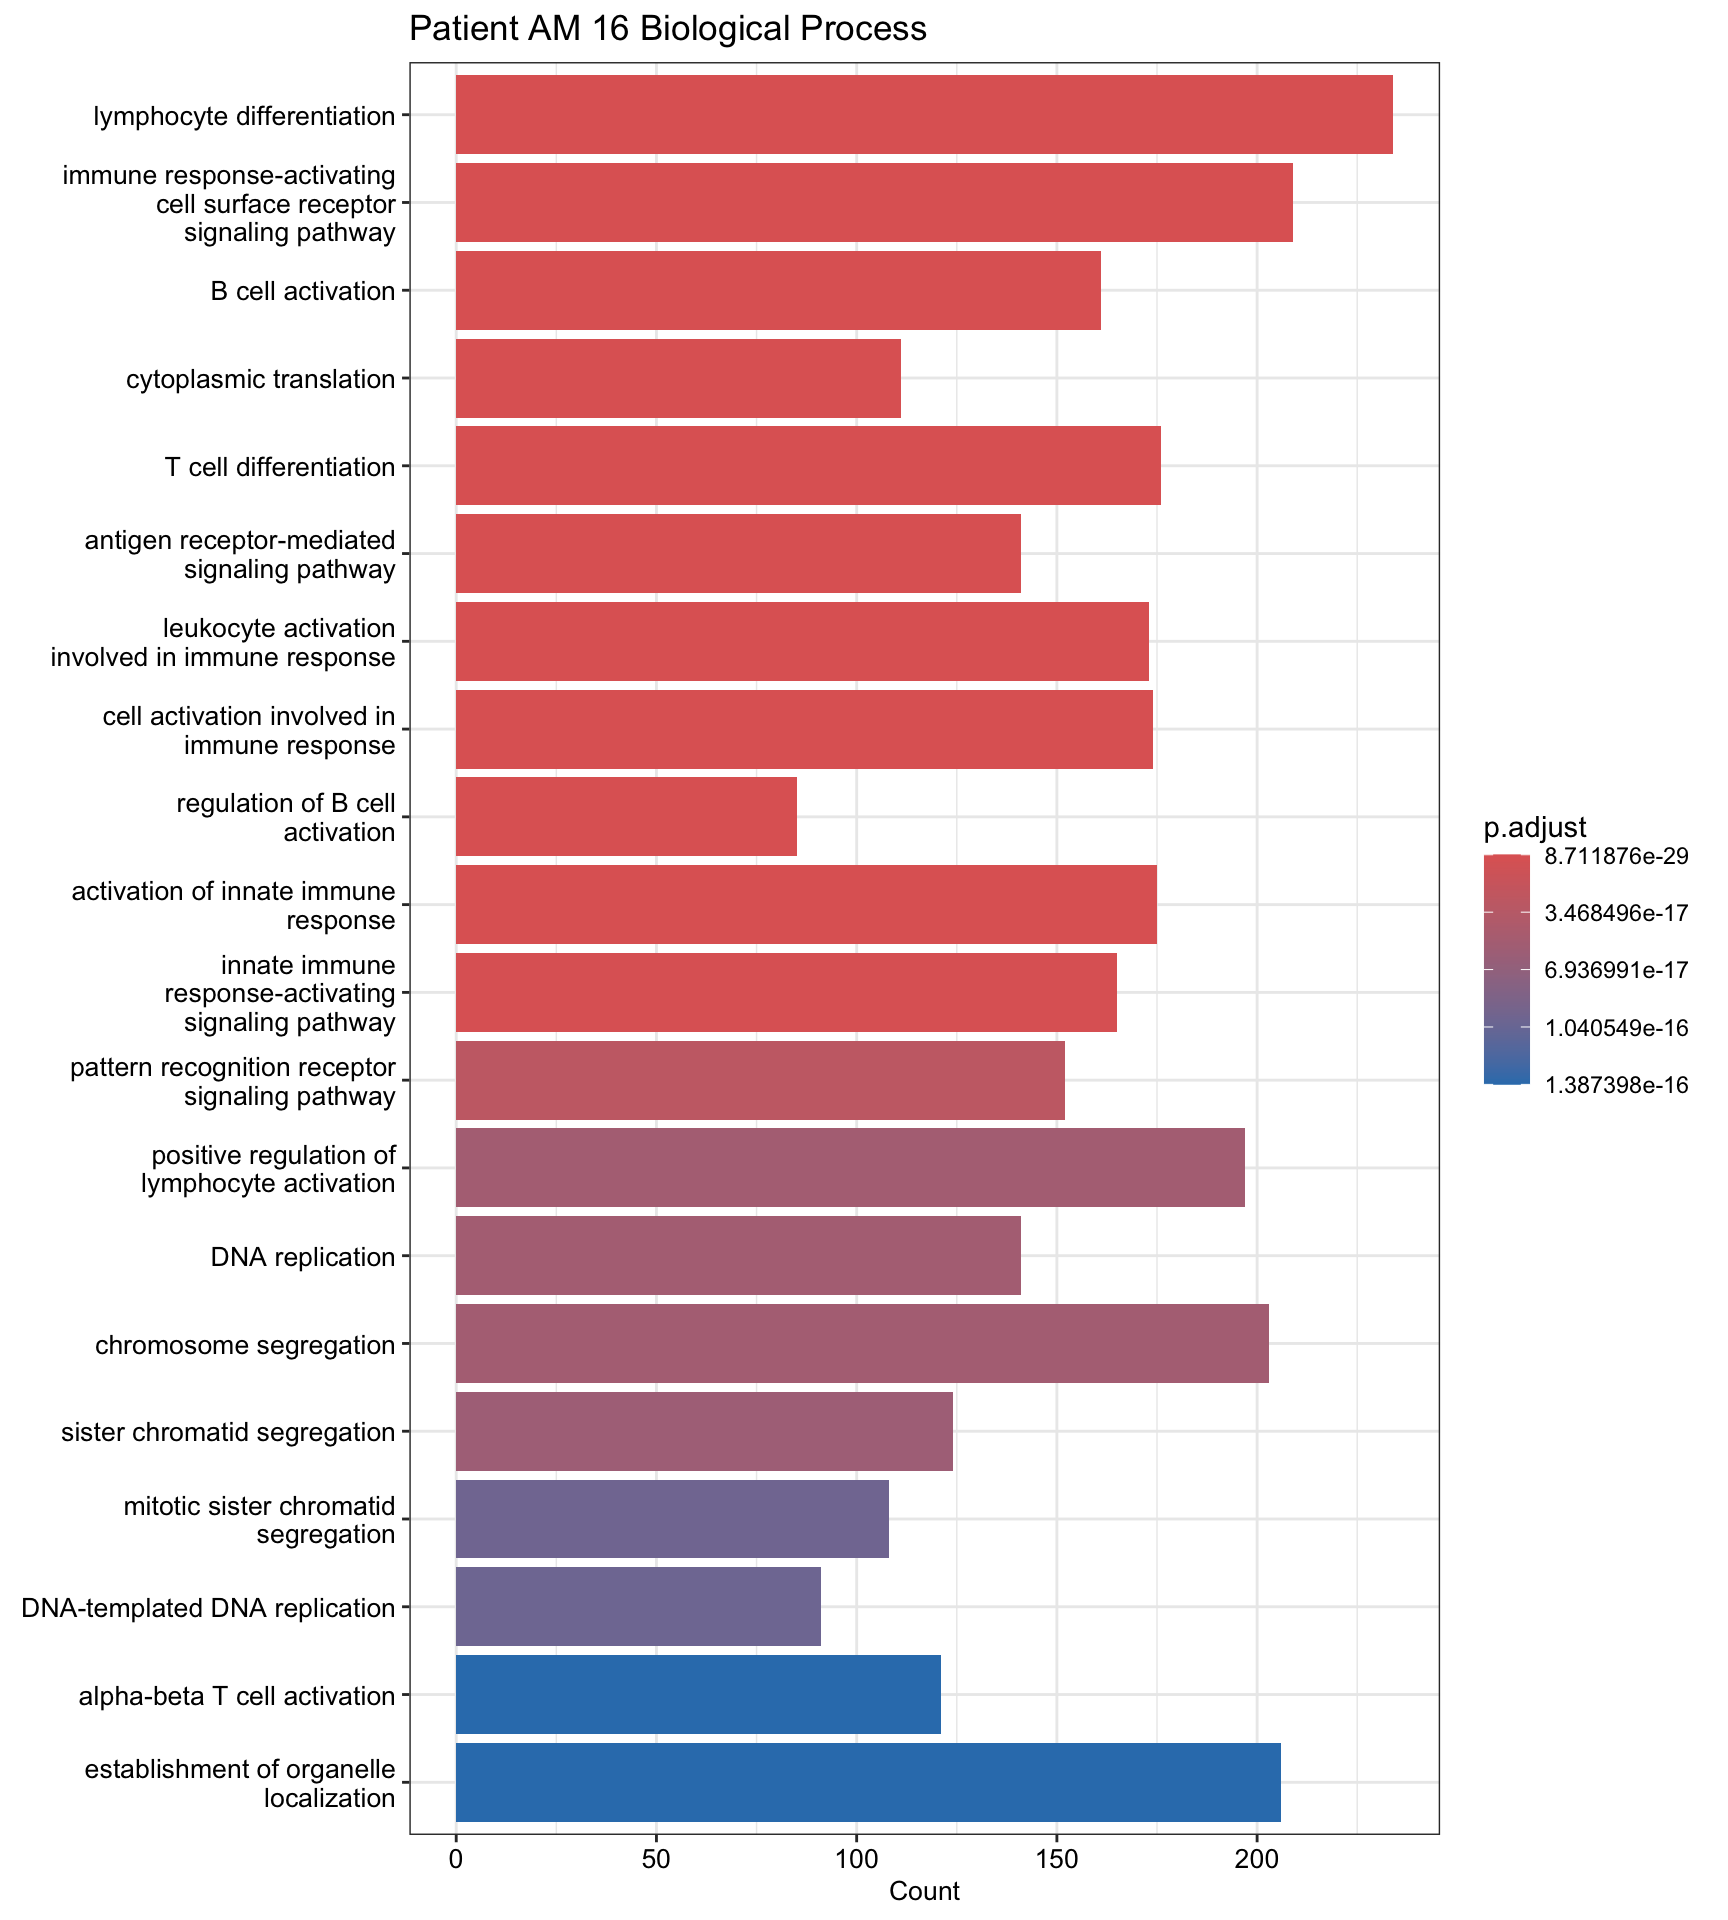 Patient AM 16 Biological Process
lymphocyte differentiation
immune response-activating
cell surface receptor
signaling pathway
B cell activation
cytoplasmic translation
T cell differentiation
antigen receptor-mediated
signaling pathway
leukocyte activation
involved in immune response
cell activation involved in
immune response
regulation of B cell
activation
activation of innate immune
response
innate immune
response-activating
signaling pathway
pattern recognition receptor
signaling pathway
positive regulation of
lymphocyte activation
DNA replication
chromosome segregation
sister chromatid segregation
mitotic sister chromatid
segregation
DNA-templated DNA replication
alpha-beta T cell activation
establishment of organelle
localization
0 50 100 150 200
Count
p.adjust
8.711876e-29
3.468496e-17
6.936991e-17
1.040549e-16
1.387398e-16